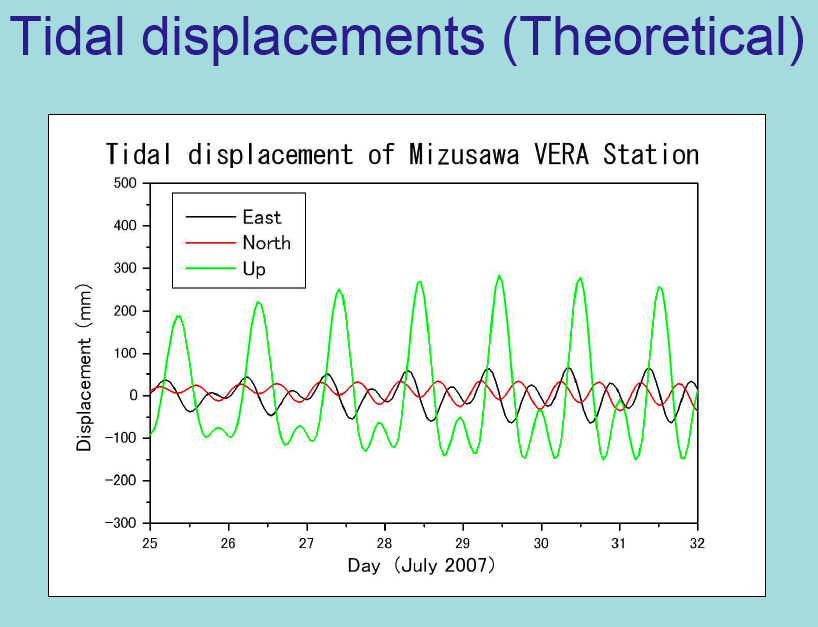 Tidal displacements (Theoretical)
Tidal displacement of Mizusawa VERA Station
East
North
Up
500
400
300
200
100
0
-100
-200
-300
Displacement (mm)
25 26 27 28 29 30 31 32
Day (July 2007)